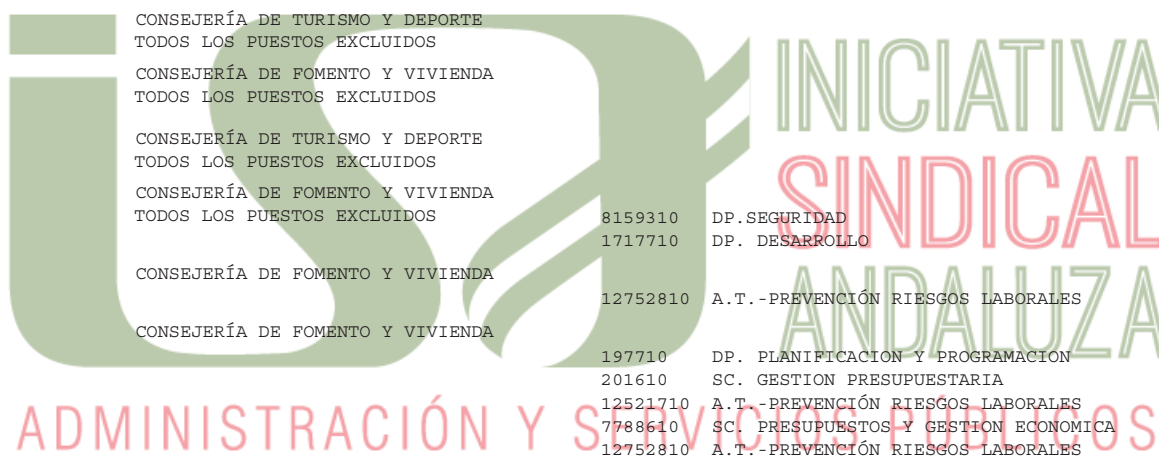 CONSEJERÍA DE TURISMO Y DEPORTE
TODOS LOS PUESTOS EXCLUIDOS
CONSEJERÍA DE FOMENTO Y VIVIENDA
TODOS LOS PUESTOS EXCLUIDOS
CONSEJERÍA DE TURISMO Y DEPORTE
TODOS LOS PUESTOS EXCLUIDOS
CONSEJERÍA DE FOMENTO Y VIVIENDA
TODOS LOS PUESTOS EXCLUIDOS
8159310 DP.SEGURIDAD
1717710 DP. DESARROLLO
CONSEJERÍA DE FOMENTO Y VIVIENDA
12752810 A.T.-PREVENCIÓN RIESGOS LABORALES
CONSEJERÍA DE FOMENTO Y VIVIENDA
197710 DP. PLANIFICACION Y PROGRAMACION
201610 SC. GESTION PRESUPUESTARIA
12521710 A.T.-PREVENCIÓN RIESGOS LABORALES
7788610 SC. PRESUPUESTOS Y GESTION ECONOMICA
12752810 A.T.-PREVENCIÓN RIESGOS LABORALES
isa
INICIATIVA
SINDICAL
ANDALUZA
ADMINISTRACIÓN Y SERVICIOS PÚBLICOS